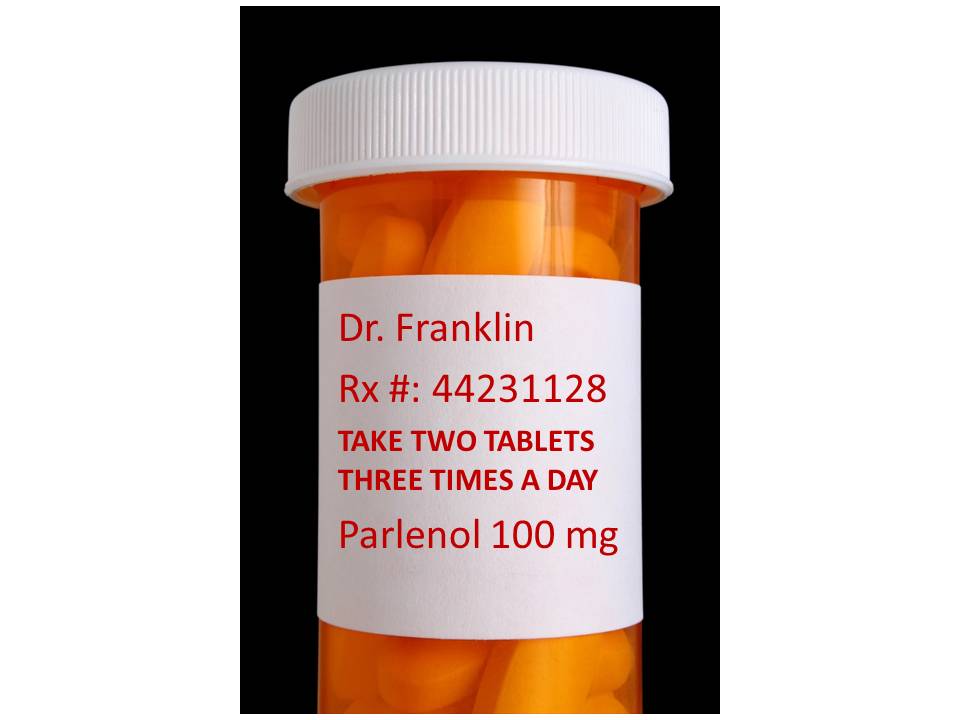 Dr. Franklin
Rx #: 44231128
TAKE TWO TABLETS
THREE TIMES A DAY
Parlenol 100 mg